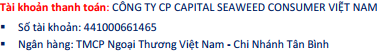 Tài khoản thanh toán: CÔNG TY CP CAPITAL SEAWEED CONSUMER VIỆT NAM
▪ Số tài khoản: 441000661465
▪ Ngân hàng: TMCP Ngoại Thương Việt Nam - Chi Nhánh Tân Bình